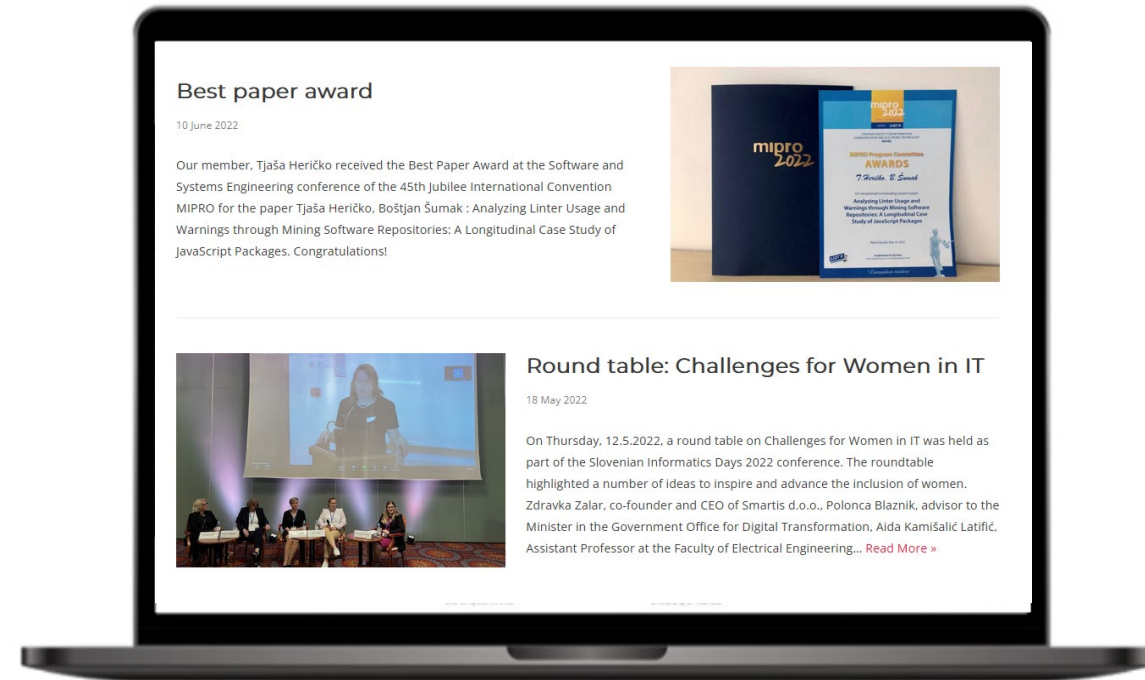 Best paper award
10 June 2022
Our member, Tjaša Heričko received the Best Paper Award at the Software and
Systems Engineering conference of the 45th Jubilee International Convention
MIPRO for the paper Tjaša Heričko, Boštjan Šumak : Analyzing Linter Usage and
Warnings through Mining Software Repositories: A Longitudinal Case Study of
JavaScript Packages. Congratulations!
mipro
2022
mipro
2022
MIPRO Program Committee
AWARDS
T. Heričko, B. Šumak
Analyzing Linter Usage and
Warnings through Mining Software
Repositories: A Longitudinal Case
Study of JavaScript Packages
Round table: Challenges for Women in IT
18 May 2022
On Thursday, 12.5.2022, a round table on Challenges for Women in IT was held as
part of the Slovenian Informatics Days 2022 conference. The roundtable
highlighted a number of ideas to inspire and advance the inclusion of women.
Zdravka Zalar, co-founder and CEO of Smartis d.o.o., Polonca Blaznik, advisor to the
Minister in the Government Office for Digital Transformation, Aida Kamišalić Latifić,
Assistant Professor at the Faculty of Electrical Engineering... Read More »